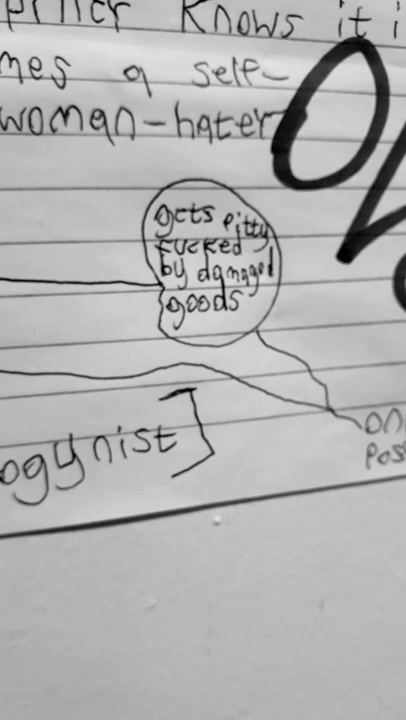 Knows it i
mes a self-
woman-hater
gets pitty
fucked
by damaged
goods
ogynist]
on
Pos